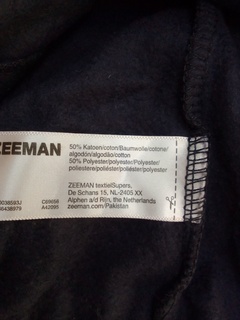 ZEEMAN
50% Katoen/coton/Baumwolle/cotone/
algodón/algodão/cotton
50% Polyester/polyester/Polyester/
poliestere/poliéster/poliéster/polyester
ZEEMAN textielSupers.
De Schans 15, NL-2405 XX
Alphen a/d Rijn, the Netherlands
zeeman.com/Pakistan